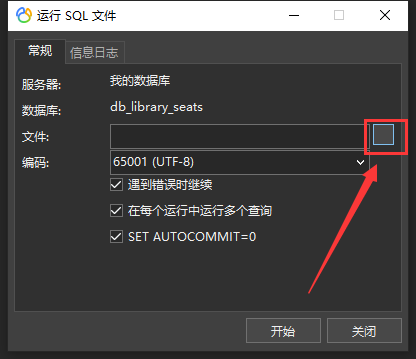 运行 SQL 文件
常规 信息日志
服务器: 我的数据库
数据库: db_library_seats
文件:
编码: 65001 (UTF-8)
遇到错误时继续
在每个运行中运行多个查询
SET AUTOCOMMIT=0
开始 关闭